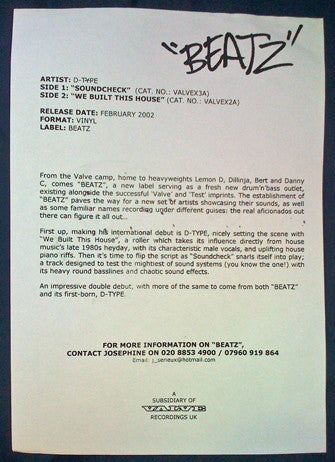 "BEATZ"
ARTIST: D-TYPE
SIDE 1: "SOUNDCHECK" (CAT. NO.: VALVEX3A)
SIDE 2: "WE BUILT THIS HOUSE" (CAT. NO.: VALVEX2A)
RELEASE DATE: FEBRUARY 2002
FORMAT: VINYL
LABEL: BEATZ
From the Valve camp, home to heavyweights Lemon D, Dillinja, Bert and Danny
C, comes "BEATZ", a new label serving as a fresh new drum'n'bass outlet,
existing alongside the successful 'Valve' and 'Test' imprints. The establishment of
"BEATZ" paves the way for a new set of artists showcasing their sounds, as well
as some familiar names recording under different guises: the real aficionados out
there can figure it all out...
First up, making his international debut is D-TYPE, nicely setting the scene with
"We Built This House", a roller which takes its influence directly from house
music's late 1980s heyday, with its characteristic male vocals, and uplifting house
piano riffs. Then it's time to flip the script as "Soundcheck" snarls itself into play;
a track designed to test the mightiest of sound systems (you know the one!) with
its heavy round basslines and chaotic sound effects.
An impressive double debut, with more of the same to come from both "BEATZ"
and its first-born, D-TYPE.
FOR MORE INFORMATION ON "BEATZ",
CONTACT JOSEPHINE ON 020 8853 4900 / 07960 919 864
Email: j_serieux@hotmail.com
A
SUBSIDIARY OF
VALVE
RECORDINGS UK